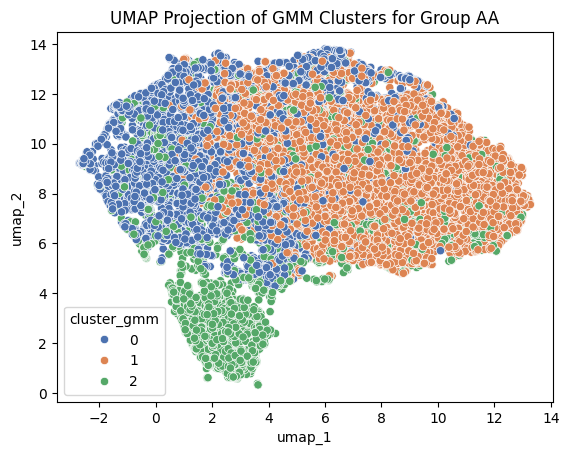 UMAP Projection of GMM Clusters for Group AA
14
12
10
8
6
4
2
0
umap_2
cluster_gmm
0
1
2
−2 0 2 4 6 8 10 12 14
umap_1